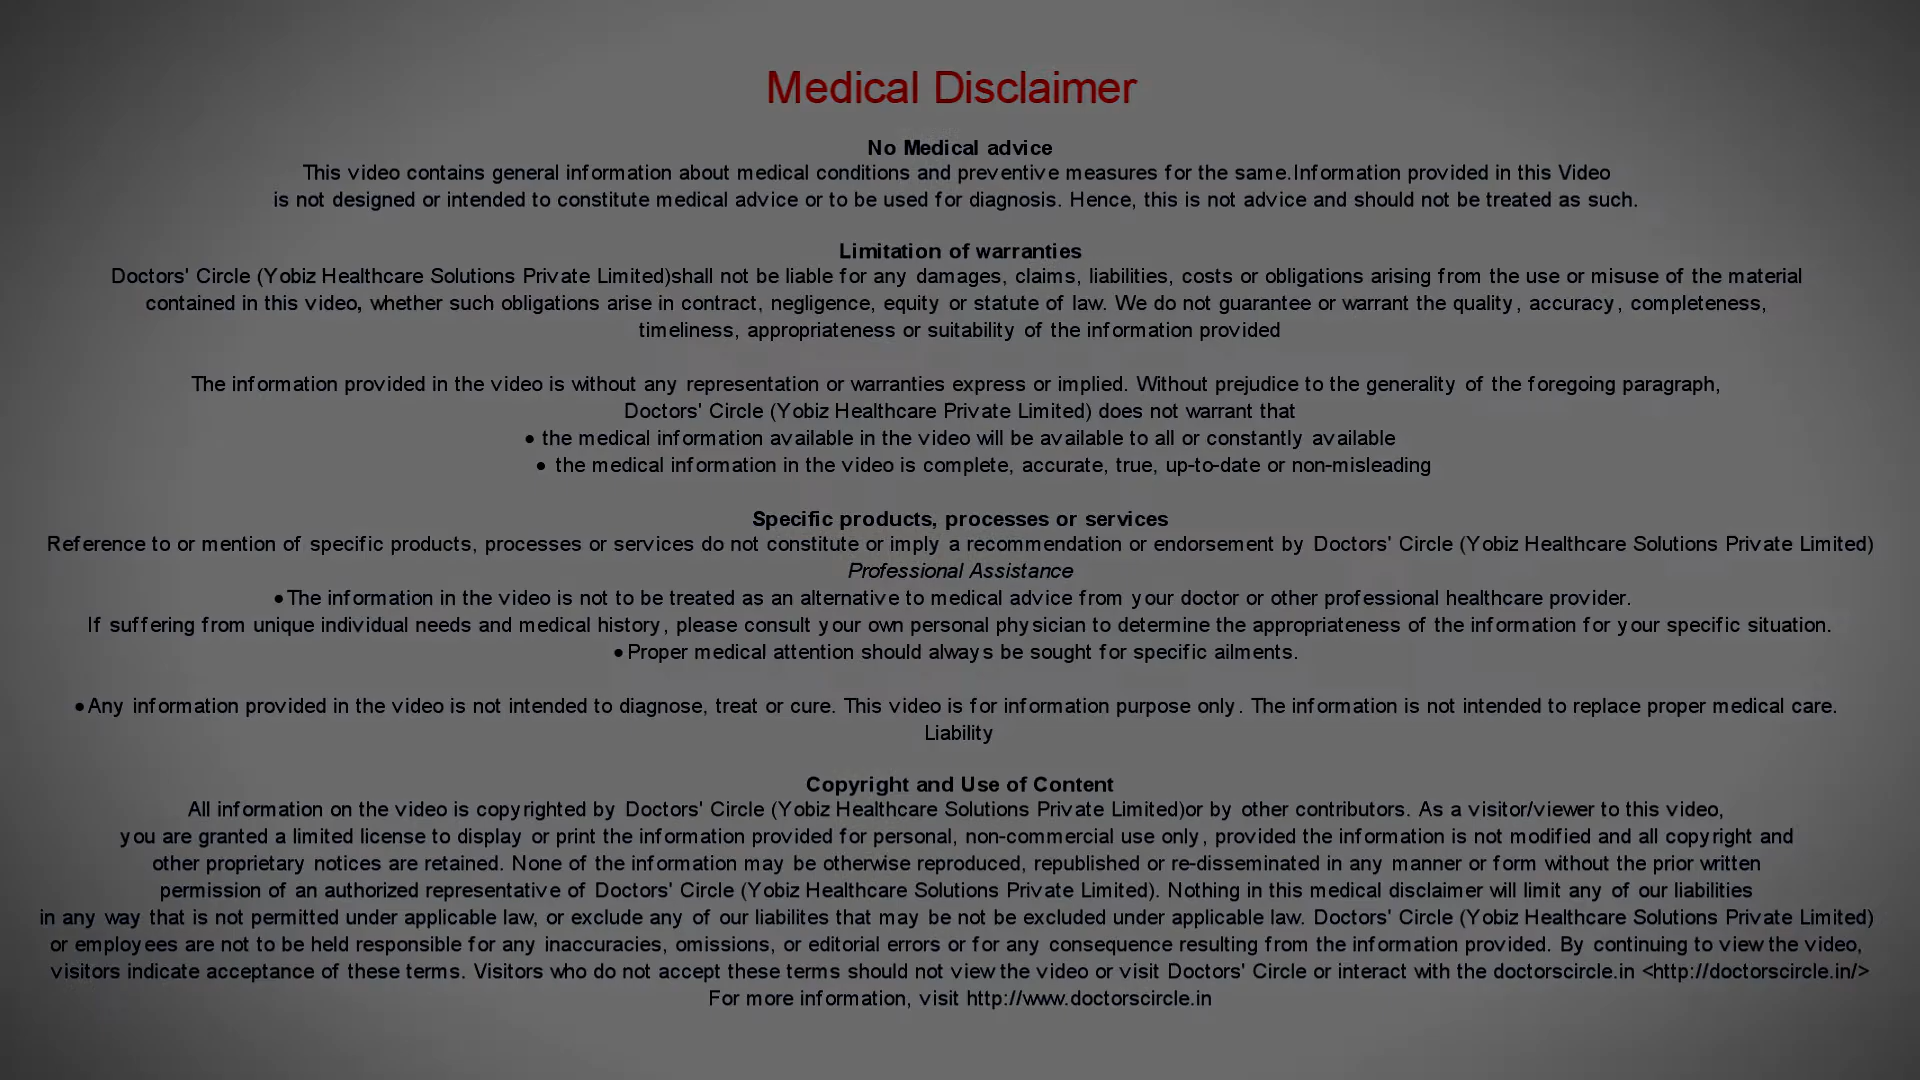 Medical Disclaimer
No Medical advice
This video contains general information about medical conditions and preventive measures for the same.Information provided in this Video
is not designed or intended to constitute medical advice or to be used for diagnosis. Hence, this is not advice and should not be treated as such.
Limitation of warranties
Doctors' Circle (Yobiz Healthcare Solutions Private Limited)shall not be liable for any damages, claims, liabilities, costs or obligations arising from the use or misuse of the material
contained in this video, whether such obligations arise in contract, negligence, equity or statute of law. We do not guarantee or warrant the quality, accuracy, completeness,
timeliness, appropriateness or suitability of the information provided
The information provided in the video is without any representation or warranties express or implied. Without prejudice to the generality of the foregoing paragraph,
Doctors' Circle (Yobiz Healthcare Private Limited) does not warrant that
• the medical information available in the video will be available to all or constantly available
• the medical information in the video is complete, accurate, true, up-to-date or non-misleading
Specific products, processes or services
Reference to or mention of specific products, processes or services do not constitute or imply a recommendation or endorsement by Doctors' Circle (Yobiz Healthcare Solutions Private Limited)
Professional Assistance
•The information in the video is not to be treated as an alternative to medical advice from your doctor or other professional healthcare provider.
If suffering from unique individual needs and medical history, please consult your own personal physician to determine the appropriateness of the information for your specific situation.
•Proper medical attention should always be sought for specific ailments.
•Any information provided in the video is not intended to diagnose, treat or cure. This video is for information purpose only. The information is not intended to replace proper medical care.
Liability
Copyright and Use of Content
All information on the video is copyrighted by Doctors' Circle (Yobiz Healthcare Solutions Private Limited)or by other contributors. As a visitor/viewer to this video,
you are granted a limited license to display or print the information provided for personal, non-commercial use only, provided the information is not modified and all copyright and
other proprietary notices are retained. None of the information may be otherwise reproduced, republished or re-disseminated in any manner or form without the prior written
permission of an authorized representative of Doctors' Circle (Yobiz Healthcare Solutions Private Limited). Nothing in this medical disclaimer will limit any of our liabilities
in any way that is not permitted under applicable law, or exclude any of our liabilites that may be not be excluded under applicable law. Doctors' Circle (Yobiz Healthcare Solutions Private Limited)
or employees are not to be held responsible for any inaccuracies, omissions, or editorial errors or for any consequence resulting from the information provided. By continuing to view the video,
visitors indicate acceptance of these terms. Visitors who do not accept these terms should not view the video or visit Doctors' Circle or interact with the doctorscircle.in <http://doctorscircle.in/>
For more information, visit http://www.doctorscircle.in